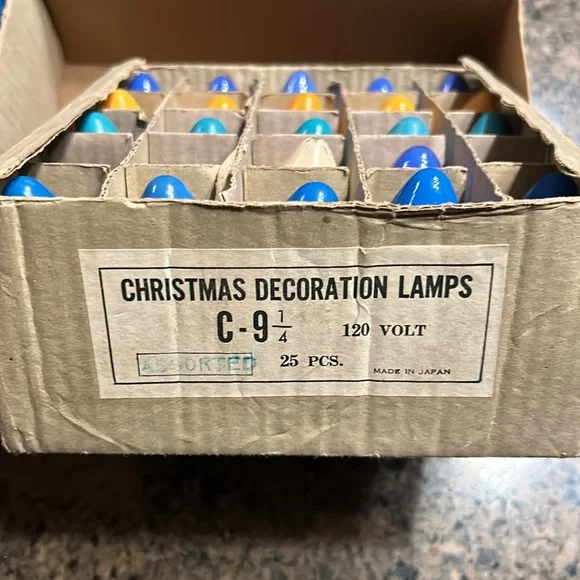 CHRISTMAS DECORATION LAMPS
C-9 1/4 120 VOLT
ASSORTED 25 PCS.
MADE IN JAPAN